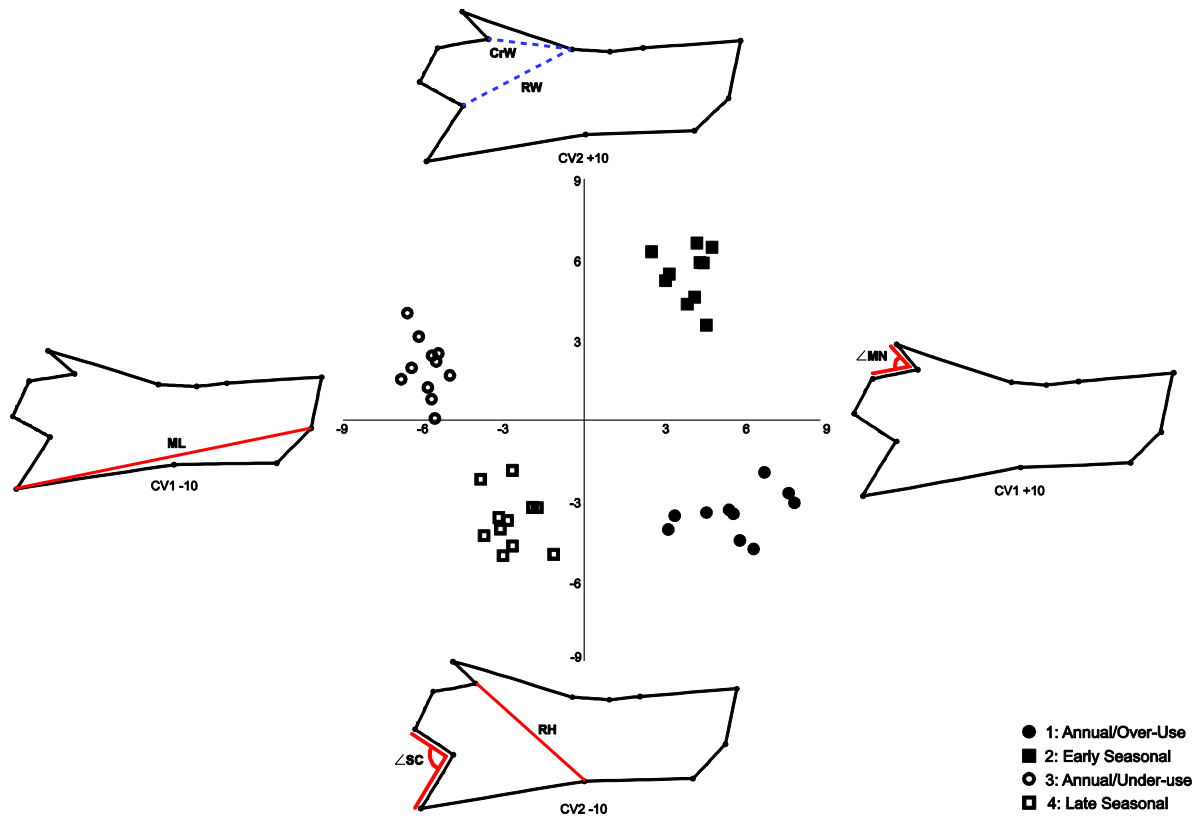 CrW
RW
CV2 +10
9
6
3
-9 -6 -3 3 6 9
-3
-6
-9
ML
CV1 -10
∠MN
CV1 +10
RH
∠SC
CV2 -10
1: Annual/Over-Use
2: Early Seasonal
3: Annual/Under-use
4: Late Seasonal